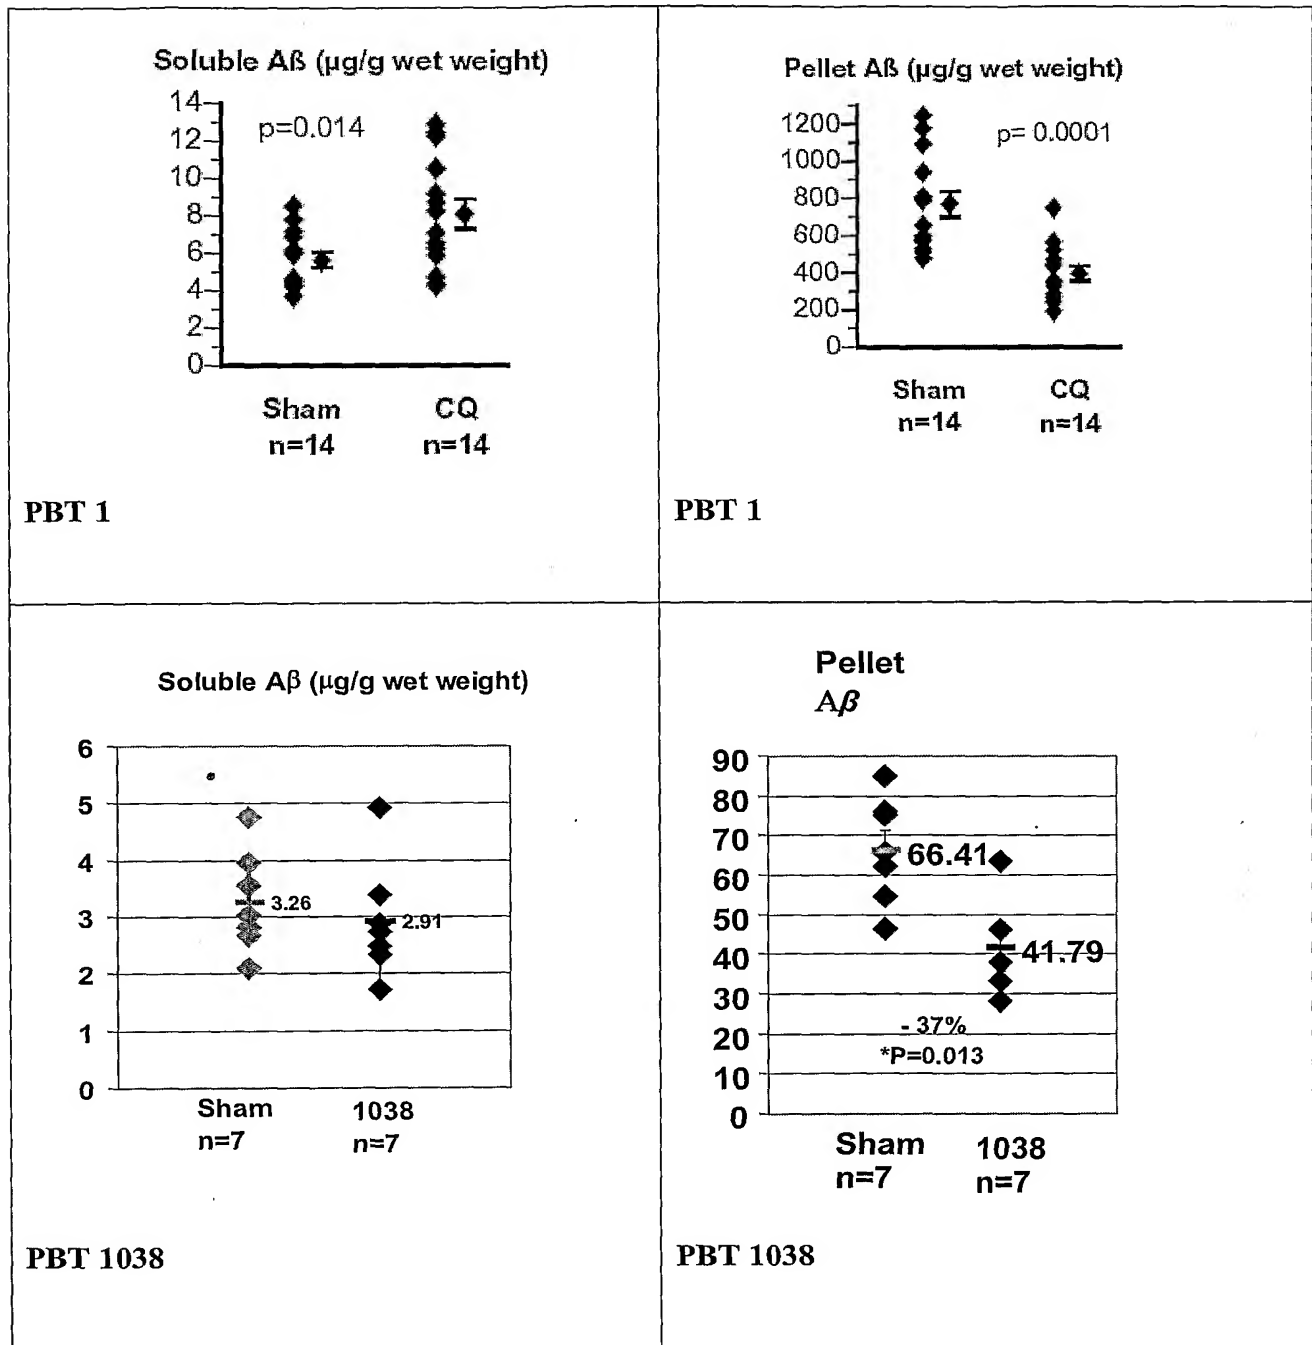 Soluble Aß (µg/g wet weight)
14
12
10
8
6
4
2
0
p=0.014
Sham
n=14
CQ
n=14
PBT 1
Pellet Aß (µg/g wet weight)
1200
1000
800
600
400
200
0
p= 0.0001
Sham
n=14
CQ
n=14
PBT 1
Soluble Aβ (µg/g wet weight)
6
5
4
3
2
1
0
3.26
2.91
Sham
n=7
1038
n=7
PBT 1038
Pellet
Aβ
90
80
70
60
50
40
30
20
10
0
66.41
41.79
- 37%
*P=0.013
Sham
n=7
1038
n=7
PBT 1038